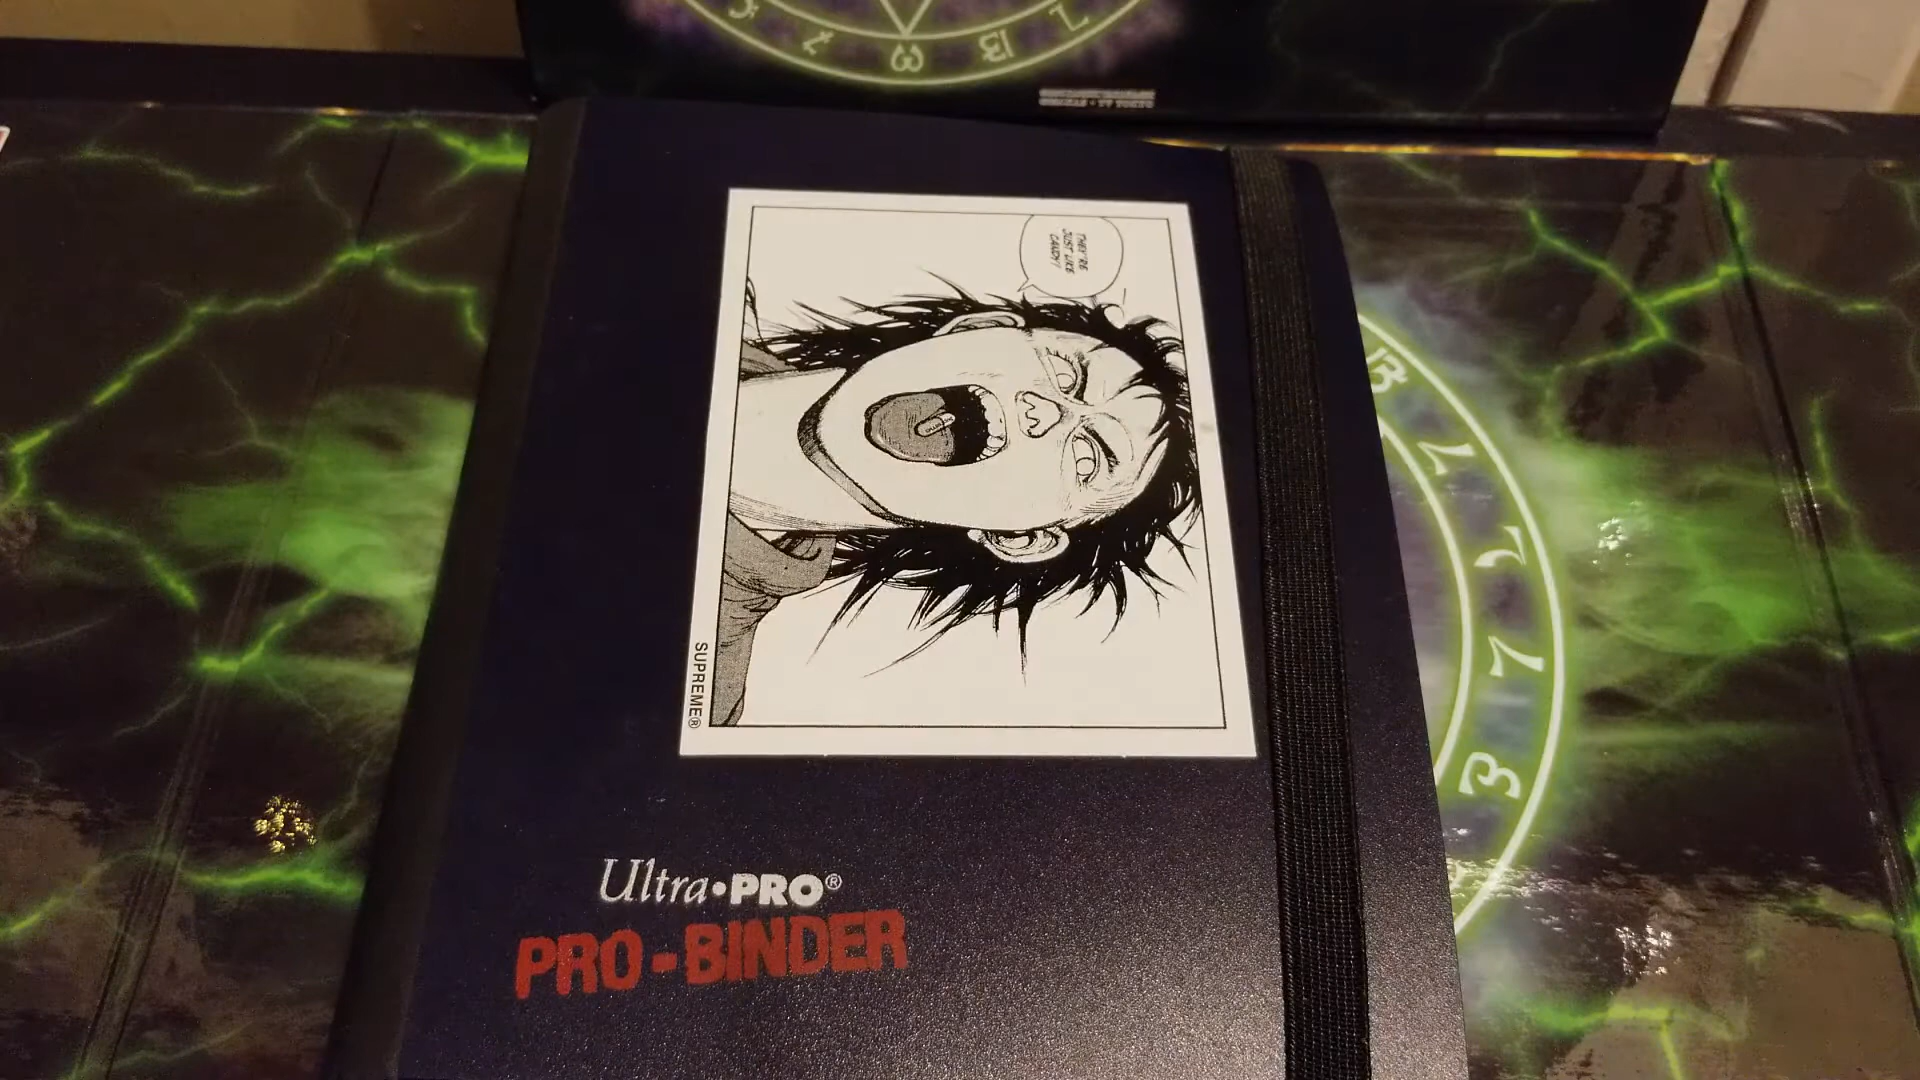 THEY'RE
JUST LIKE
CANDY!
SUPREME®
Ultra•PRO®
PRO-BINDER